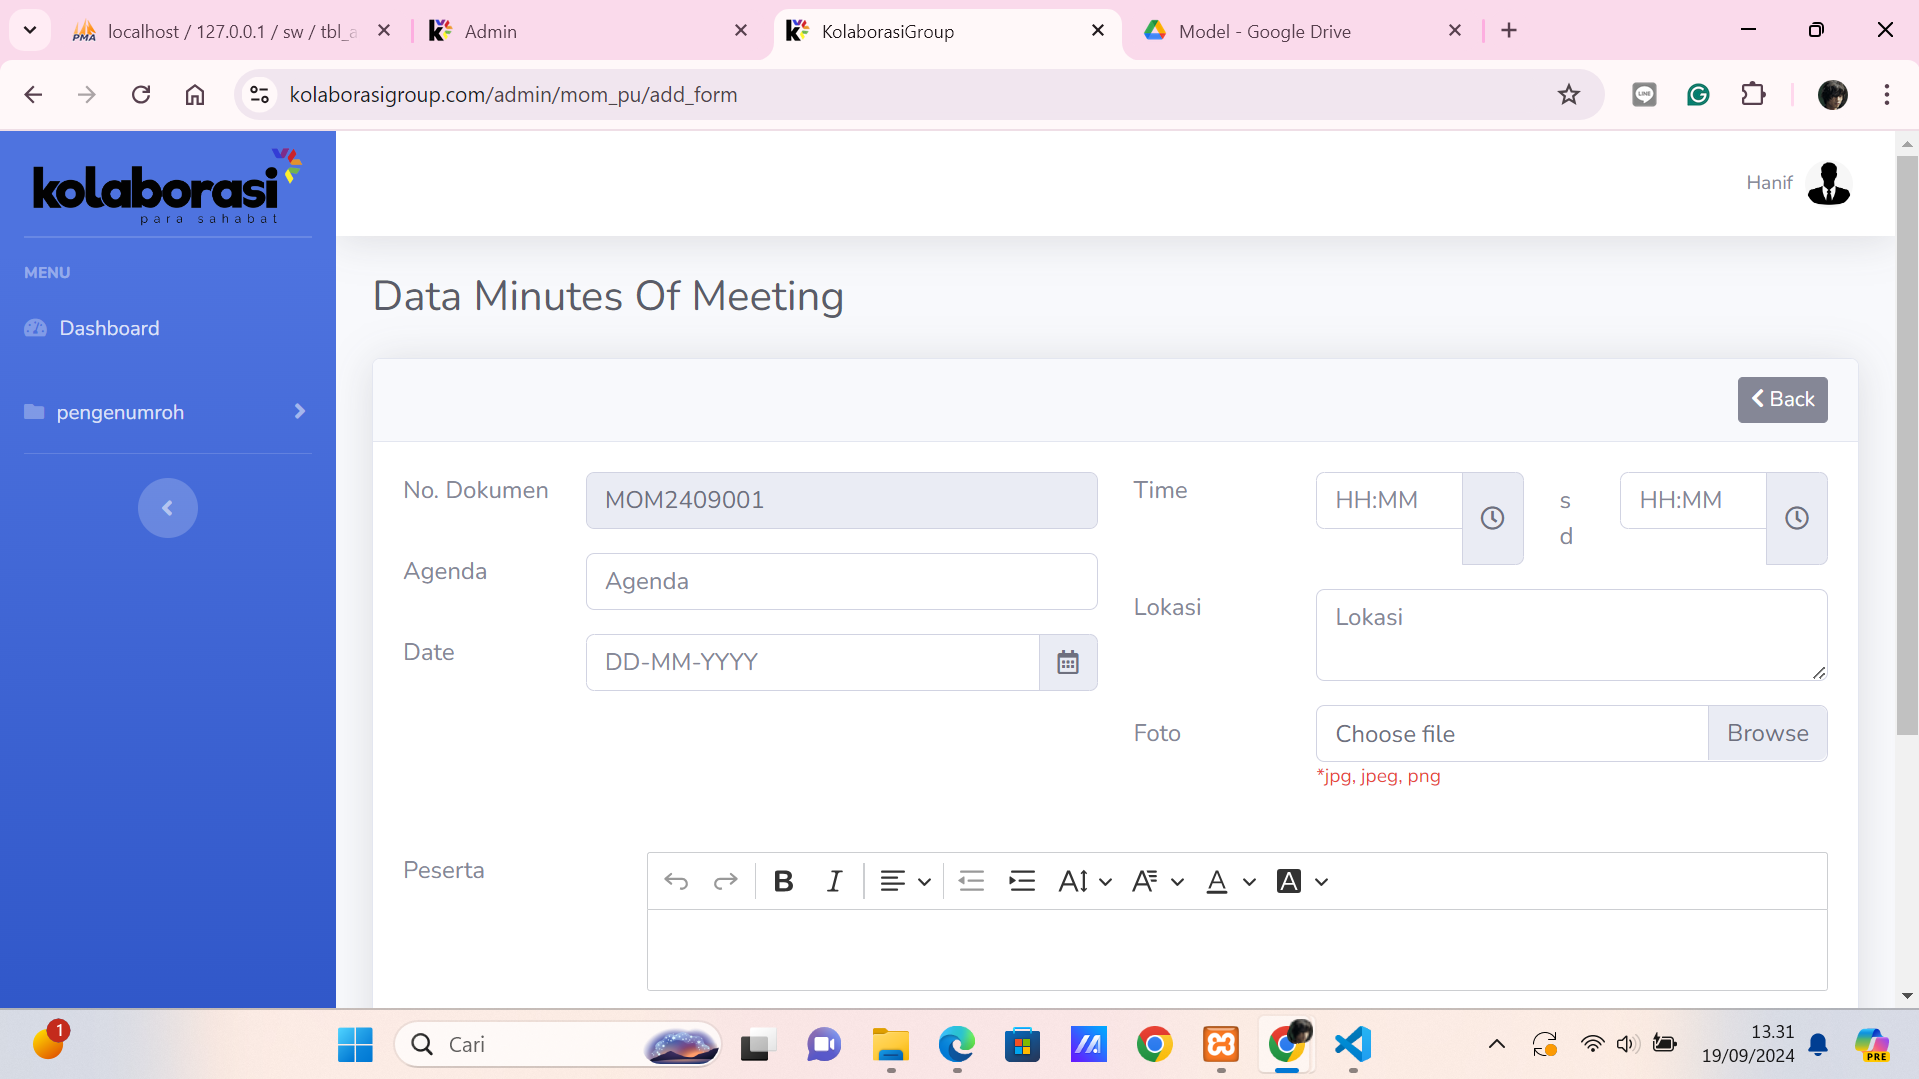 localhost / 127.0.0.1 / sw / tbl_a
Admin
KolaborasiGroup
Model - Google Drive
kolaborasigroup.com/admin/mom_pu/add_form
LINE
kolaborasi
para sahabat
Hanif
MENU
Dashboard
pengenumroh
Data Minutes Of Meeting
Back
No. Dokumen
MOM2409001
Time
HH:MM
s
d
HH:MM
Agenda
Agenda
Lokasi
Lokasi
Date
DD-MM-YYYY
Foto
Choose file
Browse
*jpg, jpeg, png
Peserta
1
Cari
13.31
19/09/2024
PRE